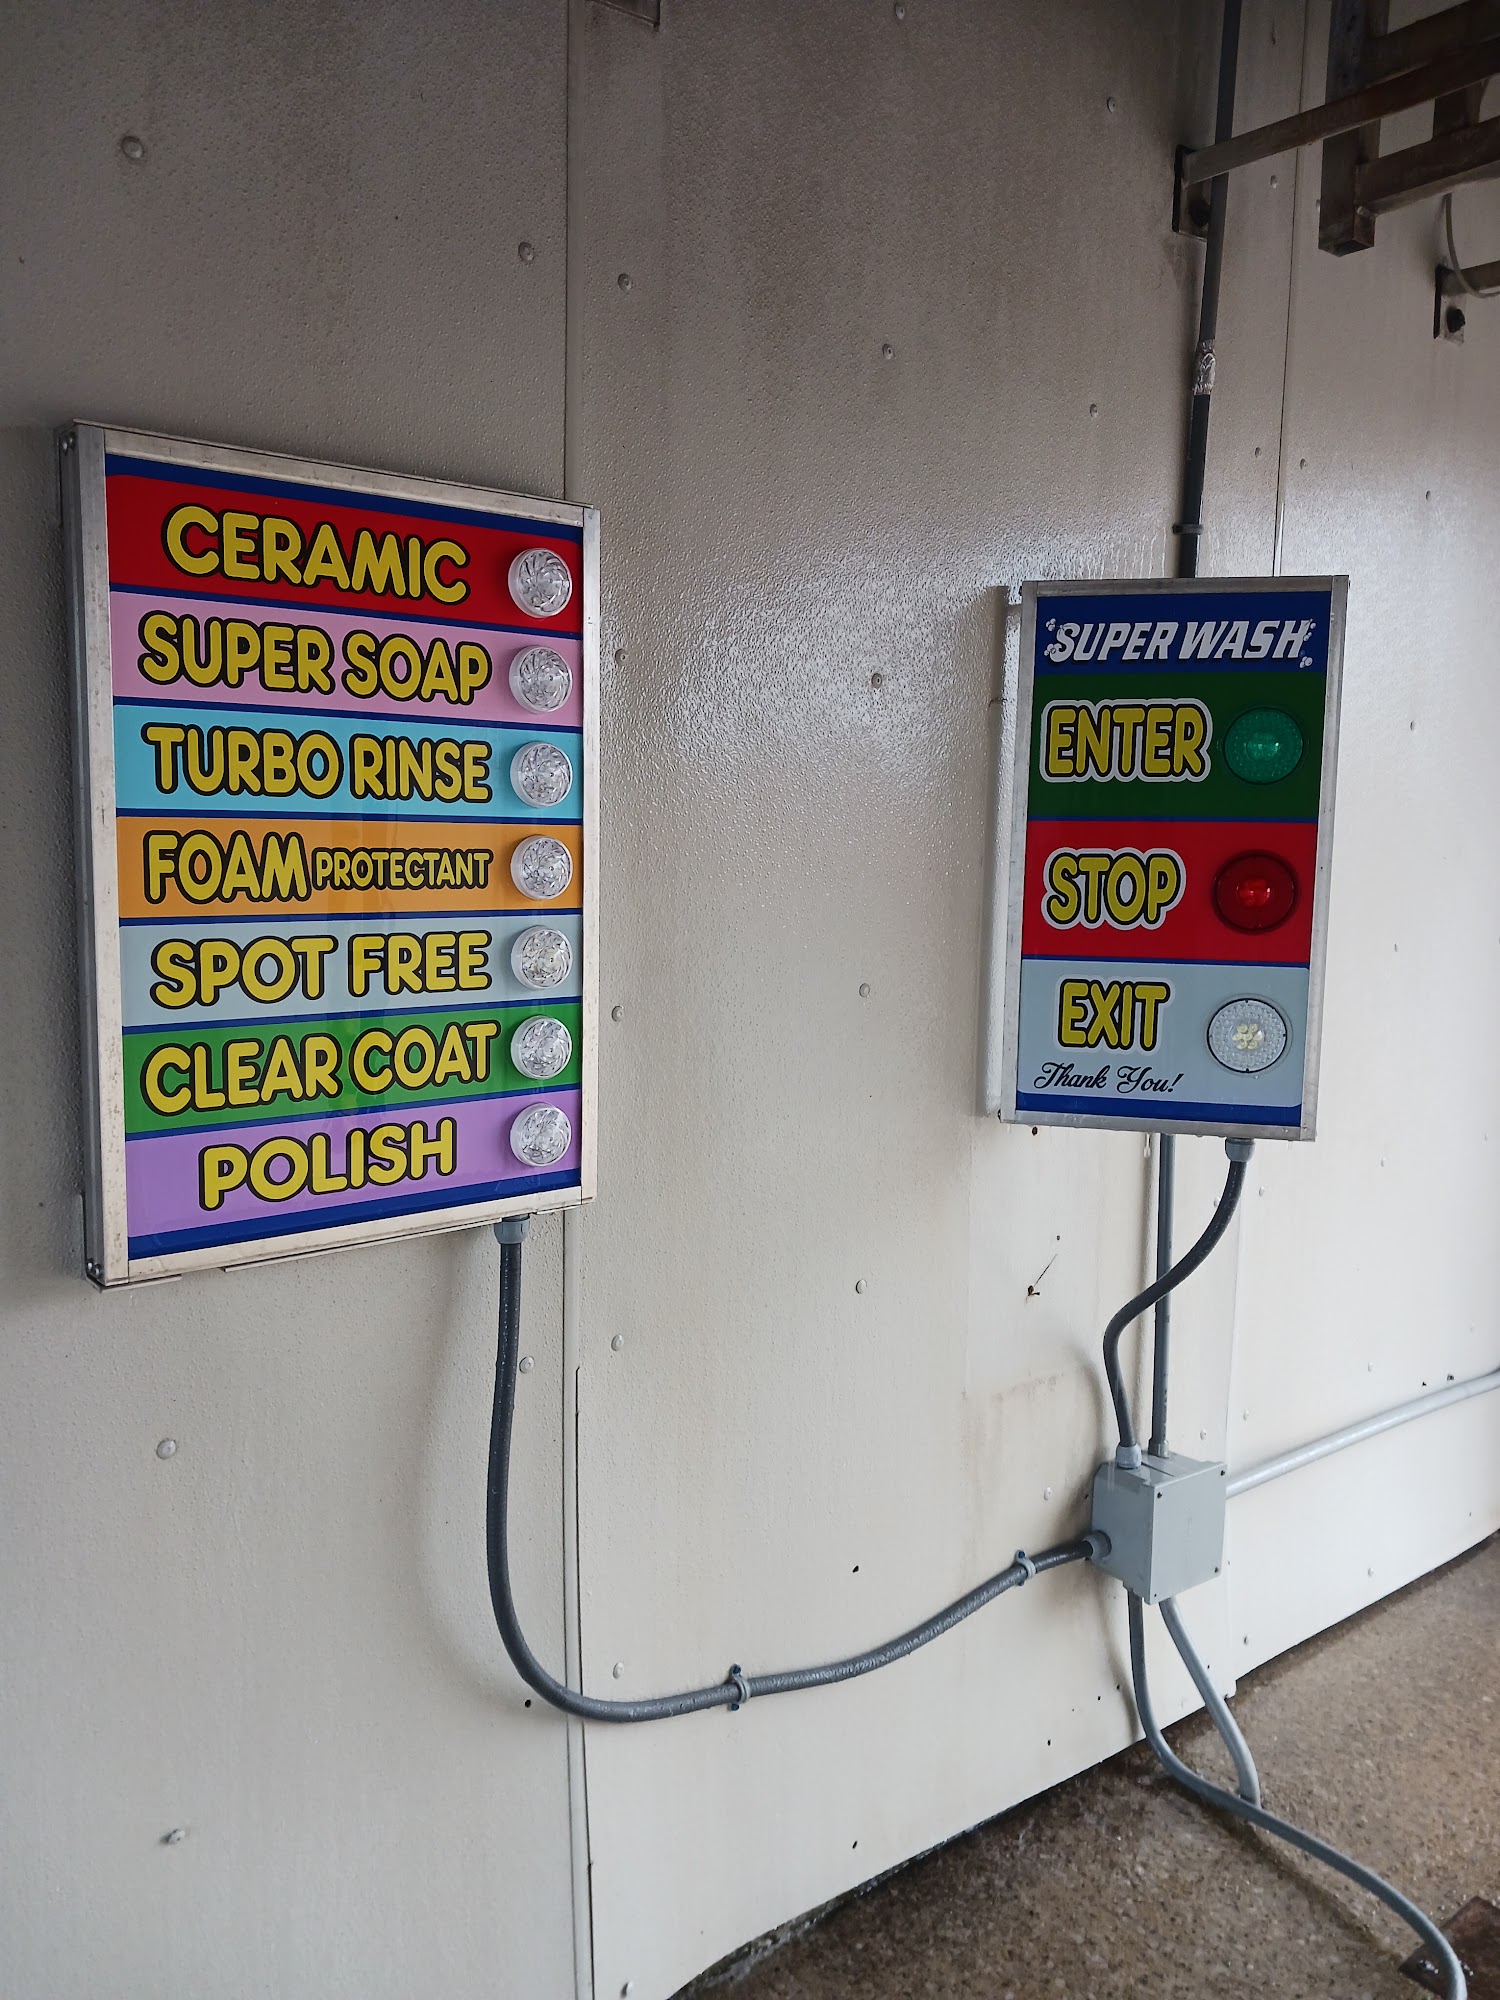 CERAMIC
SUPER SOAP
TURBO RINSE
FOAM PROTECTANT
SPOT FREE
CLEAR COAT
POLISH
SUPER WASH
ENTER
STOP
EXIT
Thank You!